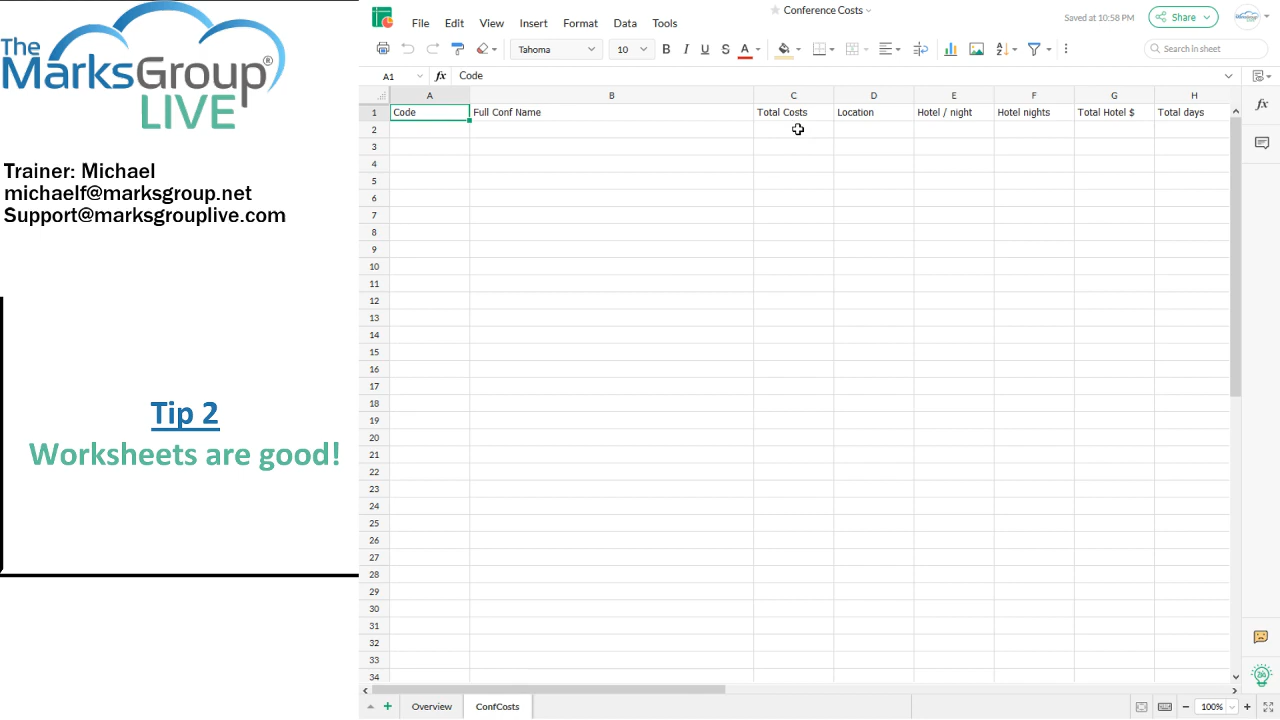 The
MarksGroup®
LIVE
Trainer: Michael
michaelf@marksgroup.net
Support@marksgrouplive.com
Tip 2
Worksheets are good!
Conference Costs
File Edit View Insert Format Data Tools
Saved at 10:58 PM
Share
Tahoma
10
B I U S A
Search in sheet
A1
fx
Code
A B C D E F G H
1 Code Full Conf Name Total Costs Location Hotel / night Hotel nights Total Hotel $ Total days
2
3
4
5
6
7
8
9
10
11
12
13
14
15
16
17
18
19
20
21
22
23
24
25
26
27
28
29
30
31
32
33
34
Overview ConfCosts
100%